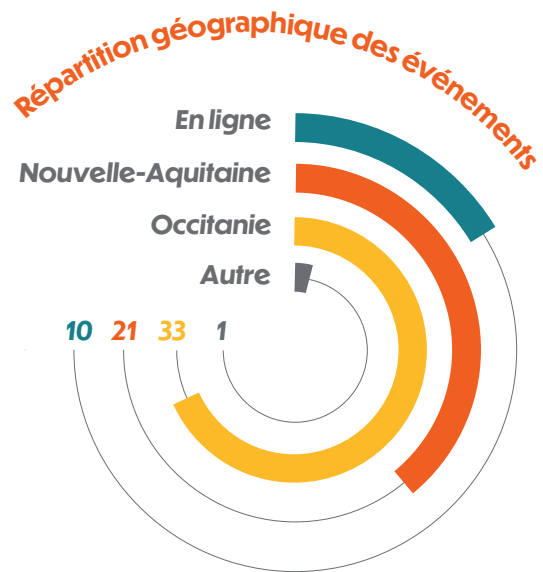 Répartition géographique des événements
En ligne
Nouvelle-Aquitaine
Occitanie
Autre
10 21 33 1